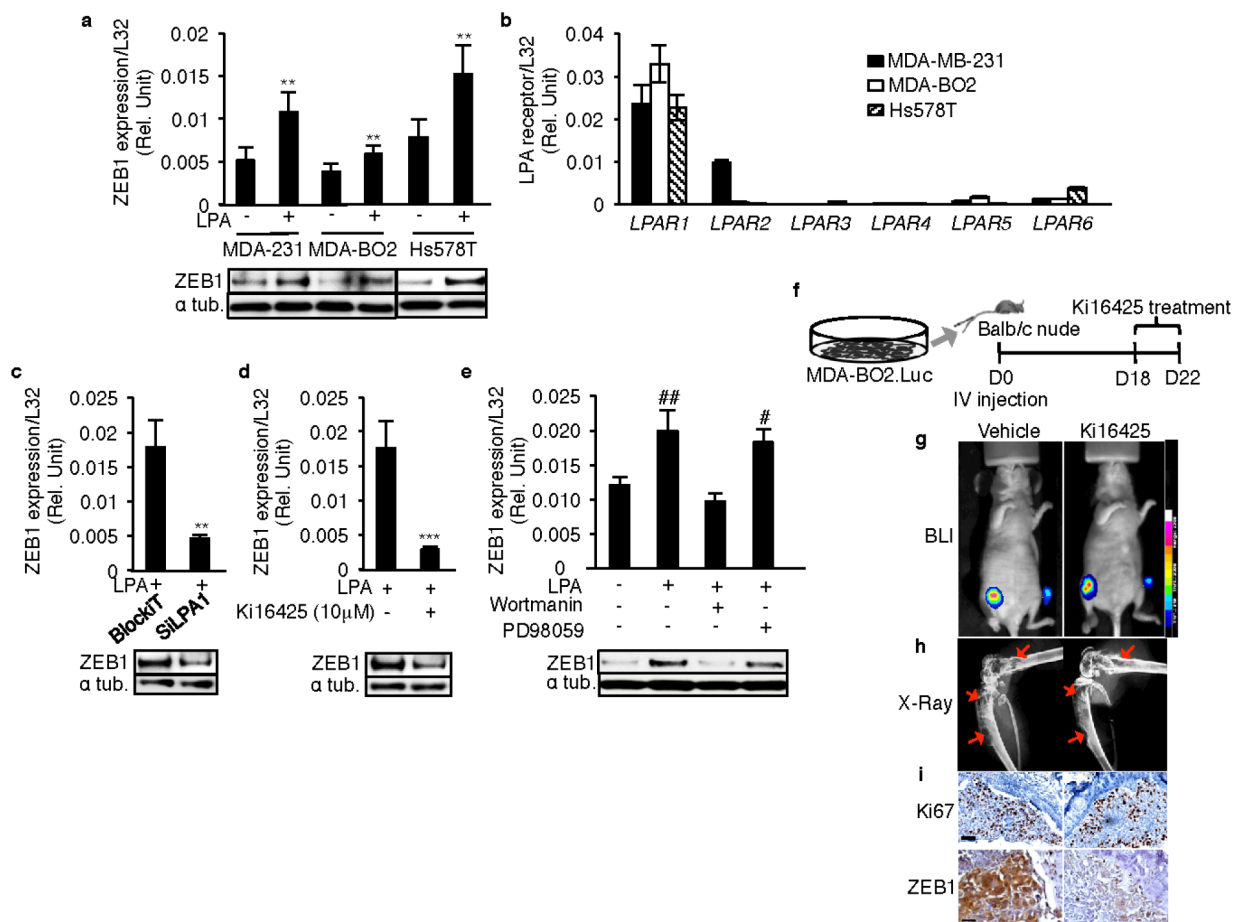 a
ZEB1 expression/L32
(Rel. Unit)
0.02
0.015
0.01
0.005
0
** ** **
LPA - + - + - +
MDA-231 MDA-BO2 Hs578T
ZEB1
α tub.
b
LPA receptor/L32
(Rel. Unit)
0.04
0.03
0.02
0.01
0
MDA-MB-231
MDA-BO2
Hs578T
LPAR1 LPAR2 LPAR3 LPAR4 LPAR5 LPAR6
c
ZEB1 expression/L32
(Rel. Unit)
0.025
0.02
0.015
0.01
0.005
0
**
LPA + +
BlockiT SiLPA1
ZEB1
α tub.
d
ZEB1 expression/L32
(Rel. Unit)
0.025
0.02
0.015
0.01
0.005
0
***
LPA + +
Ki16425 (10μM) - +
ZEB1
α tub.
e
ZEB1 expression/L32
(Rel. Unit)
0.025
0.020
0.015
0.010
0.005
0
## #
LPA - + + +
Wortmanin - - + -
PD98059 - - - +
ZEB1
α tub.
f
Ki16425 treatment
Balb/c nude
MDA-BO2.Luc
D0 D18 D22
IV injection
Vehicle Ki16425
g
BLI
h
X-Ray
i
Ki67
ZEB1